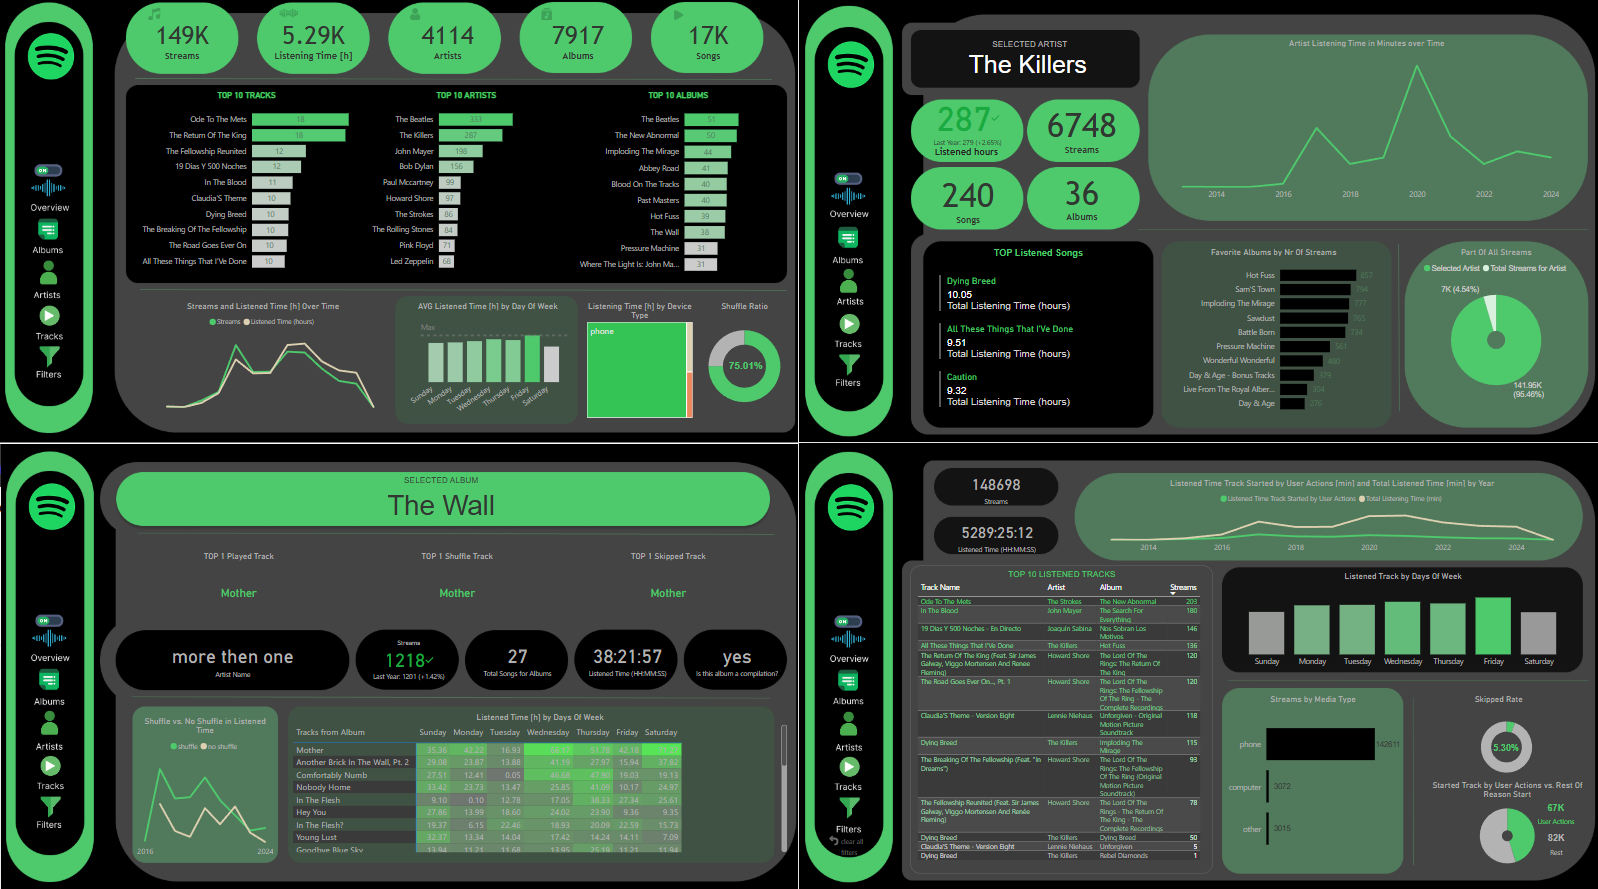 149K
Streams
5.29K
Listening Time [h]
4114
Artists
7917
Albums
17K
Songs
ON
Overview
Albums
Artists
Tracks
Filters
TOP 10 TRACKS
Ode To The Mets 18
The Return Of The King 16
The Fellowship Reunited 12
19 Dias Y 500 Noches 12
In The Blood 11
Claudia'S Theme 10
Dying Breed 10
The Breaking Of The Fellowship 10
The Road Goes Ever On 10
All These Things That I'Ve Done 10
TOP 10 ARTISTS
The Beatles 333
The Killers 287
John Mayer 198
Bob Dylan 156
Paul Mccartney 99
Howard Shore 97
The Strokes 86
The Rolling Stones 84
Pink Floyd 71
Led Zeppelin 68
TOP 10 ALBUMS
The Beatles 51
The New Abnormal 50
Imploding The Mirage 44
Abbey Road 41
Blood On The Tracks 40
Past Masters 40
Hot Fuss 39
The Wall 38
Pressure Machine 31
Where The Light Is: John Ma... 31
Streams and Listened Time [h] Over Time
Streams Listened Time (hours)
AVG Listened Time [h] by Day Of Week
Max
Sunday
Monday
Tuesday
Wednesday
Thursday
Friday
Saturday
Listening Time [h] by Device
Type
phone
Shuffle Ratio
75.01%
SELECTED ARTIST
The Killers
287
Last Year: 279 (+2.65%)
Listened hours
6748
Streams
240
Songs
36
Albums
ON
Overview
Albums
Artists
Tracks
Filters
Artist Listening Time in Minutes over Time
2014 2016 2018 2020 2022 2024
TOP Listened Songs
Dying Breed
10.05
Total Listening Time (hours)
All These Things That I'Ve Done
9.51
Total Listening Time (hours)
Caution
9.32
Total Listening Time (hours)
Favorite Albums by Nr Of Streams
Hot Fuss 857
Sam'S Town
Imploding The Mirage 777
Sawdust
Battle Born
Pressure Machine
Wonderful Wonderful
Day & Age - Bonus Tracks
Live From The Royal Alber...
Day & Age
Part Of All Streams
Selected Artist Total Streams for Artist
7K (4.54%)
141.95K
(95.46%)
SELECTED ALBUM
The Wall
TOP 1 Played Track
Mother
TOP 1 Shuffle Track
Mother
TOP 1 Skipped Track
Mother
ON
Overview
Albums
Artists
Tracks
Filters
more then one
Artist Name
Streams
1218
Last Year: 1201 (+1.42%)
27
Total Songs for Albums
38:21:57
Listened Time (HH:MM:SS)
yes
Is this album a compilation?
Shuffle vs. No Shuffle in Listened
Time
shuffle no shuffle
2016 2024
Listened Time [h] by Days Of Week
Tracks from Album Sunday Monday Tuesday Wednesday Thursday Friday Saturday
Mother 35.36 42.22 16.93 51.78 42.18
Another Brick In The Wall, Pt. 2 29.08 23.87 13.88 41.19 27.97 15.94 37.82
Comfortably Numb 27.51 12.41 0.05 47.90 19.03 19.13
Nobody Home 33.42 23.73 13.47 25.85 41.09 10.17 24.97
In The Flesh 9.10 0.10 12.78 17.05 38.33 27.34 25.61
Hey You 27.86 13.99 18.60 24.02 23.90 9.36 9.35
In The Flesh? 19.37 6.15 22.46 18.93 20.09 22.59 15.73
Young Lust 32.37 13.34 14.04 17.42 14.24 14.11 7.09
Goodbye Blue Sky 13.94 11.21 11.68 13.95 25.19 11.21 11.94
148698
Streams
5289:25:12
Listened Time (HH:MM:SS)
ON
Overview
Albums
Artists
Tracks
Filters
clear all
filters
Listened Time Track Started by User Actions [min] and Total Listened Time [min] by Year
Listened Time Track Started by User Actions Total Listening Time (min)
2014 2016 2018 2020 2022 2024
TOP 10 LISTENED TRACKS
Track Name Artist Album Streams
Ode To The Mets The Strokes The New Abnormal 203
In The Blood John Mayer The Search For 180
Everything
19 Dias Y 500 Noches - En Directo Joaquin Sabina Nos Sobran Los 146
Motivos
All These Things That I'Ve Done The Killers Hot Fuss 136
The Return Of The King (Feat. Sir James Howard Shore The Lord Of The 120
Galway, Viggo Mortensen And Renee Rings: The Return Of
Fleming) The King
The Road Goes Ever On..., Pt. 1 Howard Shore The Lord Of The 120
Rings: The Fellowship
Of The Ring - The
Complete Recordings
Claudia'S Theme - Version Eight Lennie Niehaus Unforgiven - Original 118
Motion Picture
Soundtrack
Dying Breed The Killers Imploding The 115
Mirage
The Breaking Of The Fellowship (Feat. "In Howard Shore The Lord Of The 93
Dreams") Rings: The Fellowship
Of The Ring (Original
Motion Picture
Soundtrack)
The Fellowship Reunited (Feat. Sir James Howard Shore The Lord Of The 78
Galway, Viggo Mortensen And Renee Rings - The Return Of
Fleming) The King - The
Complete Recordings
Dying Breed The Killers Dying Breed 50
Claudia'S Theme - Version Eight Lennie Niehaus Unforgiven 5
Dying Breed The Killers Rebel Diamonds 1
Listened Track by Days Of Week
Sunday Monday Tuesday Wednesday Thursday Friday Saturday
Streams by Media Type
phone 142611
computer 3072
other 3015
Skipped Rate
5.30%
Started Track by User Actions vs. Rest Of
Reason Start
67K
User Actions
82K
Rest